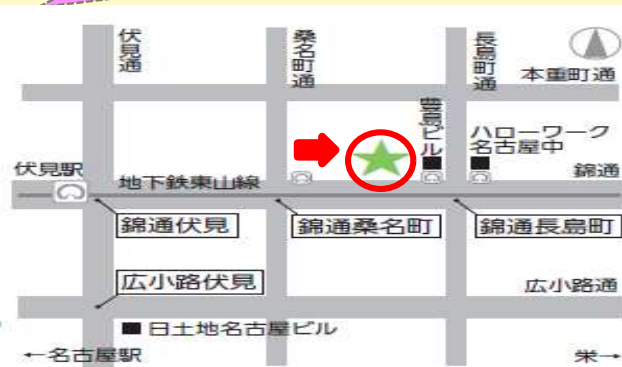 伏見通
桑名町通
長島町通
本重町通
豊島ビル
ハローワーク
名古屋中
伏見駅
地下鉄東山線
錦通
錦通伏見
錦通桑名町
錦通長島町
広小路伏見
広小路通
■日土地名古屋ビル
←名古屋駅
栄→